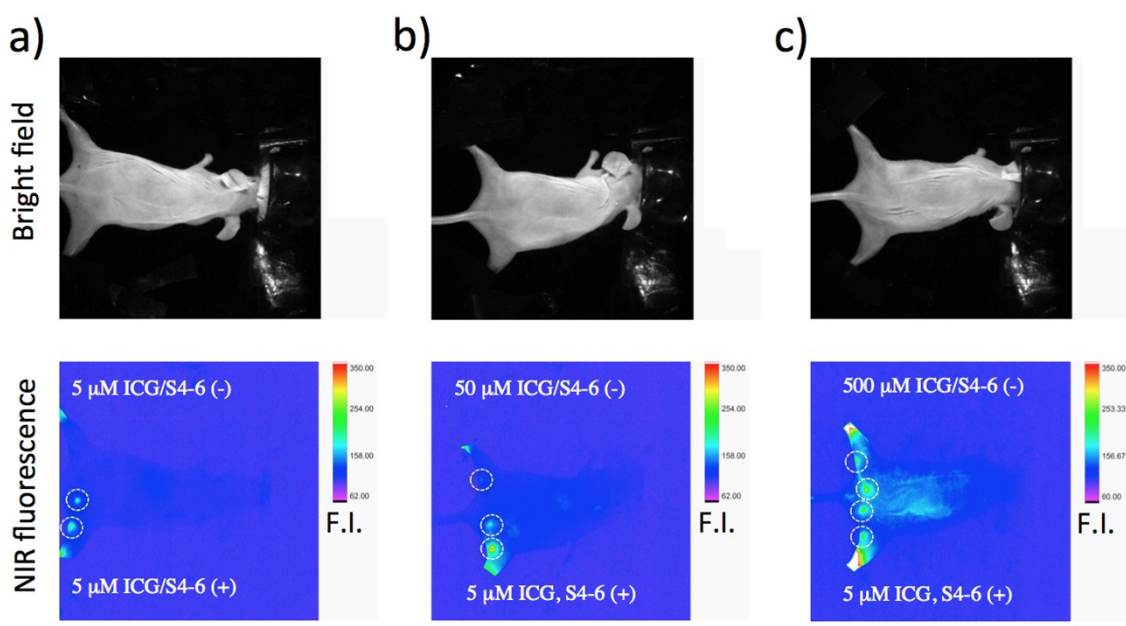 a)
b)
c)
Bright field
NIR fluorescence
5 μM ICG/S4-6 (-)
5 μM ICG/S4-6 (+)
350.00
254.00
158.00
62.00
F.I.
50 μM ICG/S4-6 (-)
5 μM ICG, S4-6 (+)
350.00
254.00
158.00
62.00
F.I.
500 μM ICG/S4-6 (-)
5 μM ICG, S4-6 (+)
350.00
253.33
156.67
60.00
F.I.